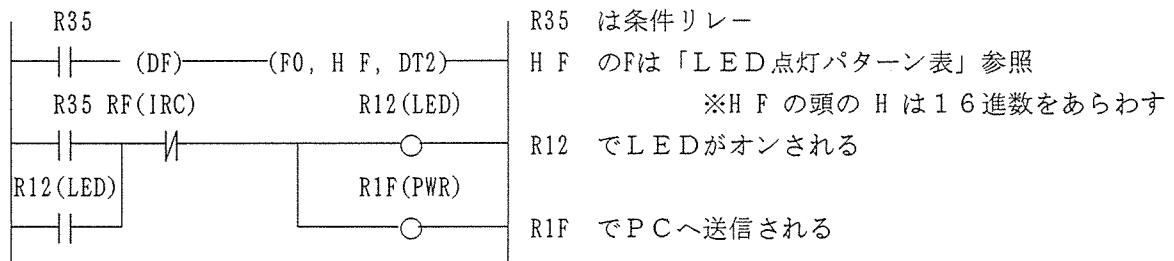 R35
R35 は条件リレー
(DF) (F0, H F, DT2)
H F のFは「LED点灯パターン表」参照
R35 RF(IRC) R12(LED)
※H F の頭の H は16進数をあらわす
R12 でLEDがオンされる
R12(LED) R1F(PWR)
R1F でPCへ送信される